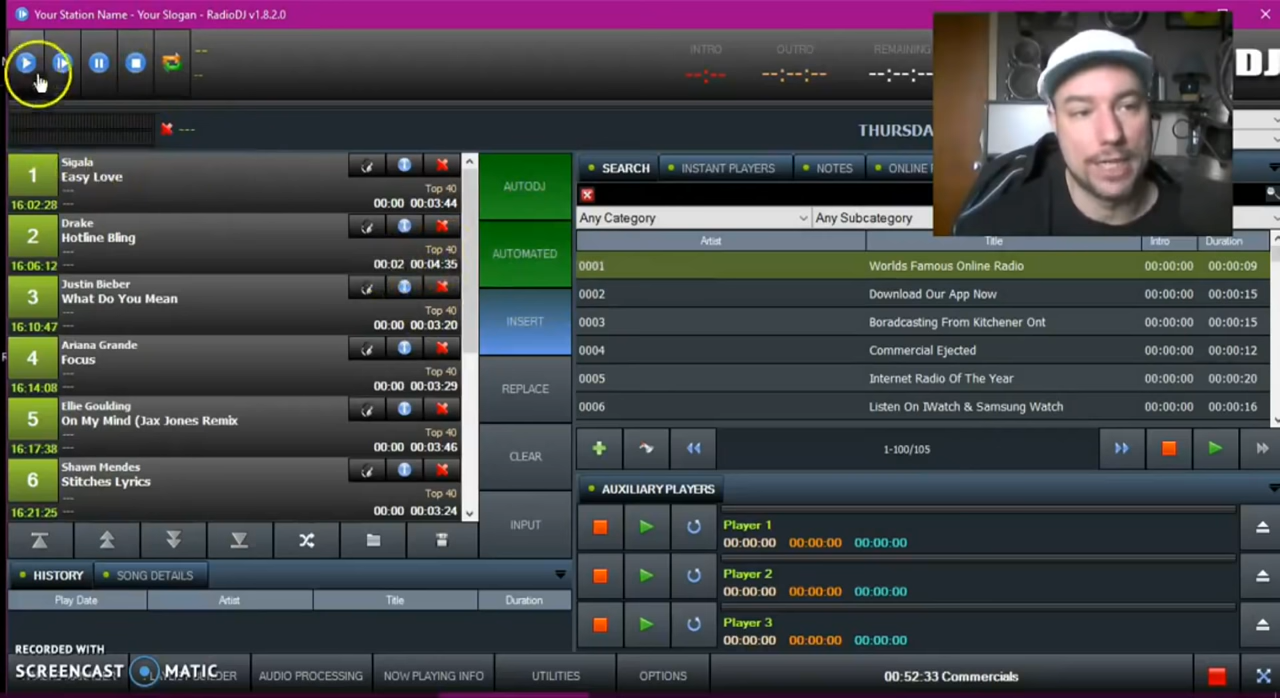 Your Station Name - Your Slogan - RadioDJ v1.8.2.0
INTRO OUTRO REMAINING
--:-- --:-- --:--
DJ
---
THURSDA
1 Sigala
Easy Love
---
Top 40
16:02:28 00:00 00:03:44
2 Drake
Hotline Bling
---
Top 40
16:06:12 00:02 00:04:35
3 Justin Bieber
What Do You Mean
---
Top 40
16:10:47 00:00 00:03:20
4 Ariana Grande
Focus
---
Top 40
16:14:08 00:00 00:03:29
5 Ellie Goulding
On My Mind (Jax Jones Remix
---
Top 40
16:17:38 00:00 00:03:46
6 Shawn Mendes
Stitches Lyrics
---
Top 40
16:21:25 00:00 00:03:24
AUTODJ
AUTOMATED
INSERT
REPLACE
CLEAR
INPUT
SEARCH INSTANT PLAYERS NOTES ONLINE
Any Category Any Subcategory
Artist Title Intro Duration
0001 Worlds Famous Online Radio 00:00:00 00:00:09
0002 Download Our App Now 00:00:00 00:00:15
0003 Boradcasting From Kitchener Ont 00:00:00 00:00:15
0004 Commercial Ejected 00:00:00 00:00:12
0005 Internet Radio Of The Year 00:00:00 00:00:20
0006 Listen On IWatch & Samsung Watch 00:00:00 00:00:16
1-100/105
AUXILIARY PLAYERS
Player 1
00:00:00 00:00:00 00:00:00
Player 2
00:00:00 00:00:00 00:00:00
Player 3
00:00:00 00:00:00 00:00:00
HISTORY SONG DETAILS
Play Date Artist Title Duration
RECORDED WITH
SCREENCAST MATIC
AUDIO PROCESSING NOW PLAYING INFO UTILITIES OPTIONS 00:52:33 Commercials